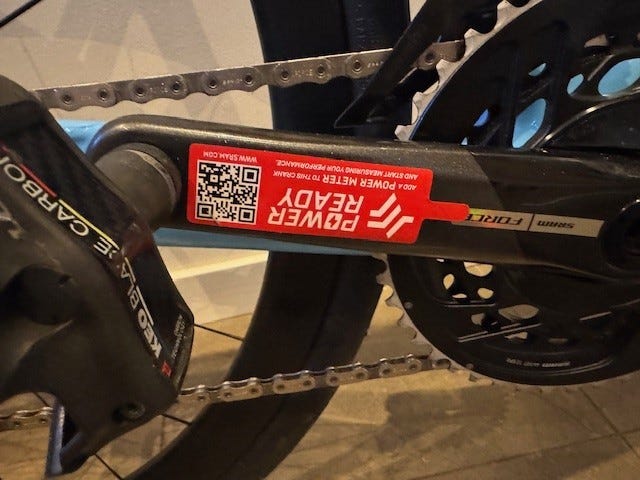 POWER
READY
ADD A POWER METER TO THIS CRANK
AND START MEASURING YOUR PERFORMANCE.
WWW.SRAM.COM
SRAM FORCE
KEO BLADE CARBON